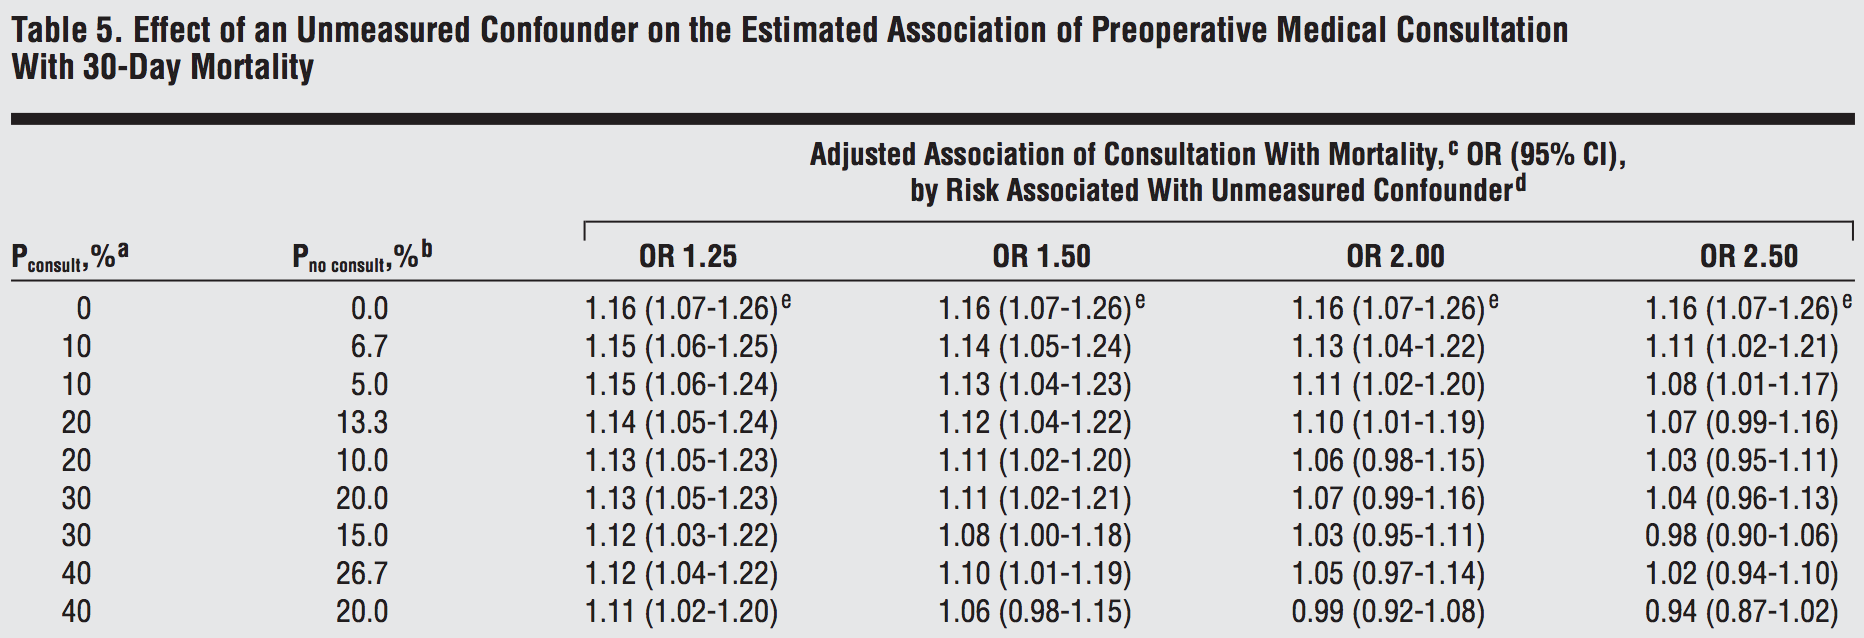 Table 5. Effect of an Unmeasured Confounder on the Estimated Association of Preoperative Medical Consultation
With 30-Day Mortality
Adjusted Association of Consultation With Mortality,c OR (95% CI),
by Risk Associated With Unmeasured Confounderd
Pconsult,%a Pno consult,%b OR 1.25 OR 1.50 OR 2.00 OR 2.50
0 0.0 1.16 (1.07-1.26)e 1.16 (1.07-1.26)e 1.16 (1.07-1.26)e 1.16 (1.07-1.26)e
10 6.7 1.15 (1.06-1.25) 1.14 (1.05-1.24) 1.13 (1.04-1.22) 1.11 (1.02-1.21)
10 5.0 1.15 (1.06-1.24) 1.13 (1.04-1.23) 1.11 (1.02-1.20) 1.08 (1.01-1.17)
20 13.3 1.14 (1.05-1.24) 1.12 (1.04-1.22) 1.10 (1.01-1.19) 1.07 (0.99-1.16)
20 10.0 1.13 (1.05-1.23) 1.11 (1.02-1.20) 1.06 (0.98-1.15) 1.03 (0.95-1.11)
30 20.0 1.13 (1.05-1.23) 1.11 (1.02-1.21) 1.07 (0.99-1.16) 1.04 (0.96-1.13)
30 15.0 1.12 (1.03-1.22) 1.08 (1.00-1.18) 1.03 (0.95-1.11) 0.98 (0.90-1.06)
40 26.7 1.12 (1.04-1.22) 1.10 (1.01-1.19) 1.05 (0.97-1.14) 1.02 (0.94-1.10)
40 20.0 1.11 (1.02-1.20) 1.06 (0.98-1.15) 0.99 (0.92-1.08) 0.94 (0.87-1.02)